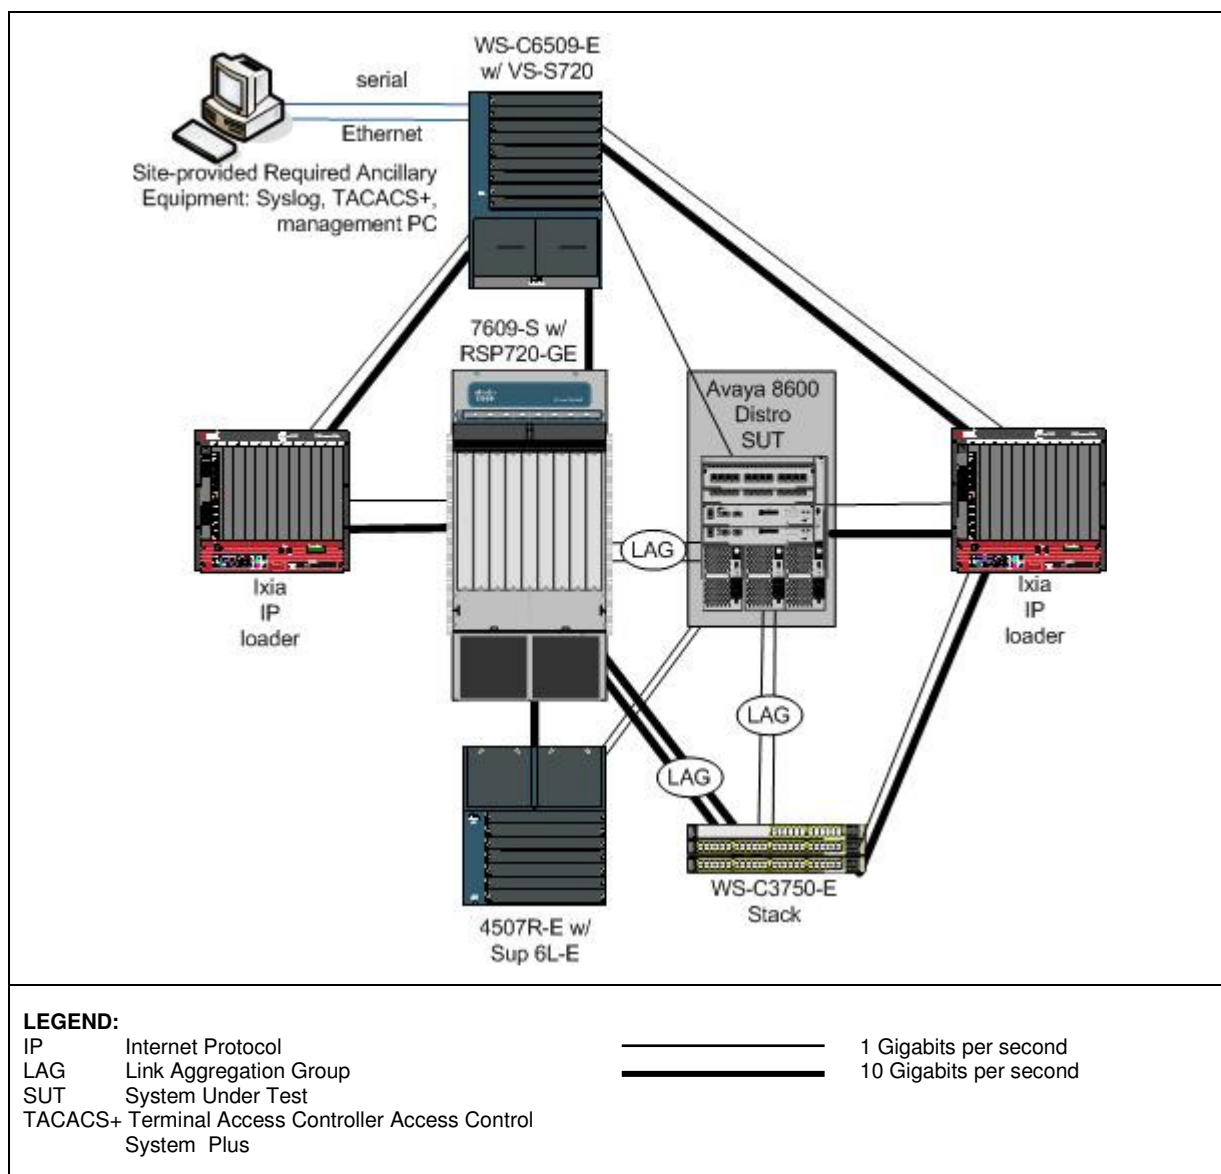 WS-C6509-E
w/ VS-S720
serial
Ethernet
Site-provided Required Ancillary
Equipment: Syslog, TACACS+,
management PC
7609-S w/
RSP720-GE
Avaya 8600
Distro
SUT
LAG
Ixia
IP
loader
Ixia
IP
loader
LAG
LAG
WS-C3750-E
Stack
4507R-E w/
Sup 6L-E
LEGEND:
IP Internet Protocol
LAG Link Aggregation Group
SUT System Under Test
TACACS+ Terminal Access Controller Access Control
System Plus
1 Gigabits per second
10 Gigabits per second